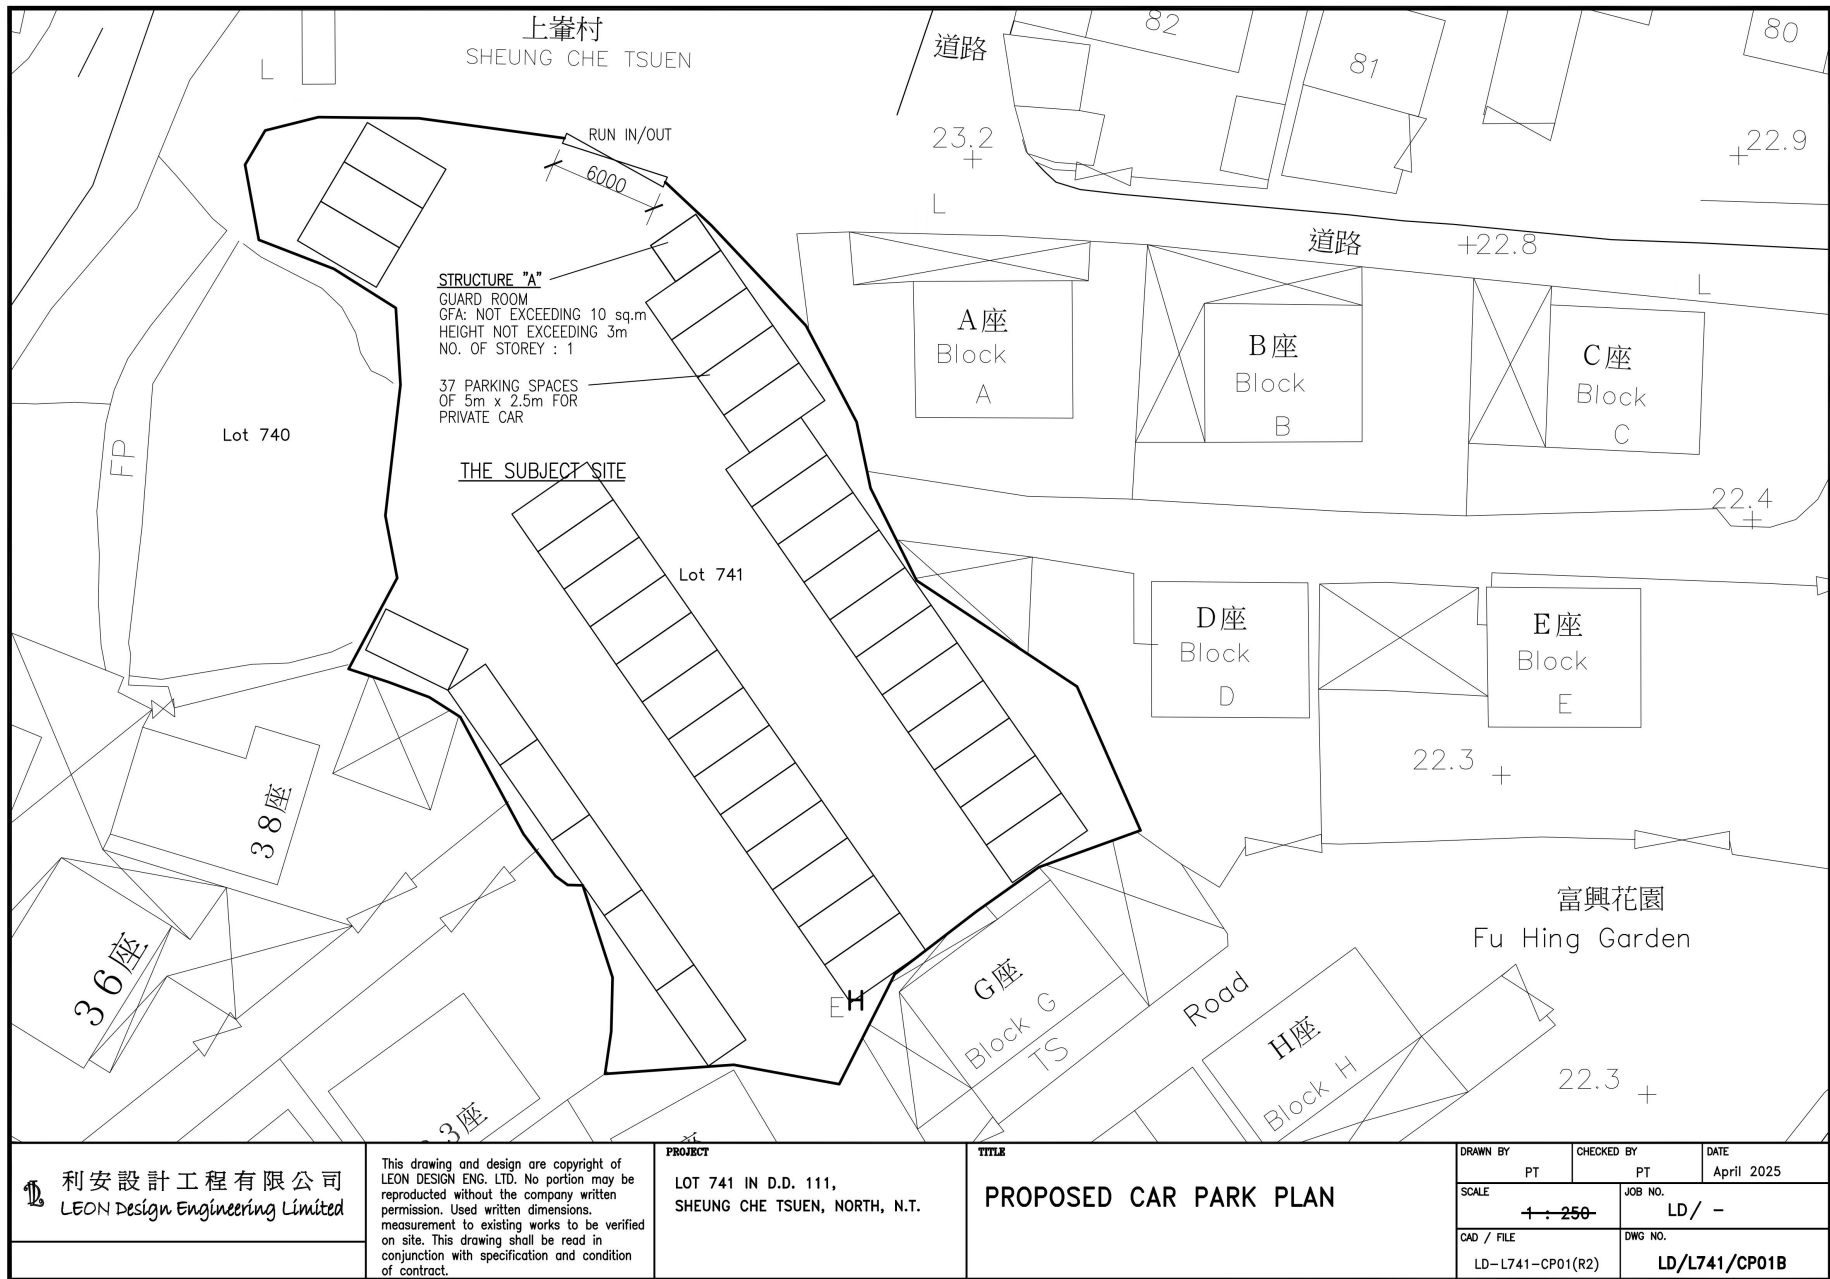 上輋村
SHEUNG CHE TSUEN
道路
82
81
80
L
RUN IN/OUT
6000
23.2
22.9
L
道路
22.8
L
STRUCTURE "A"
GUARD ROOM
GFA: NOT EXCEEDING 10 sq.m
HEIGHT NOT EXCEEDING 3m
NO. OF STOREY : 1
37 PARKING SPACES
OF 5m x 2.5m FOR
PRIVATE CAR
A座
Block
A
B座
Block
B
C座
Block
C
Lot 740
FP
THE SUBJECT SITE
22.4
Lot 741
D座
Block
D
E座
Block
E
22.3
38座
36座
富興花園
Fu Hing Garden
EH
G座
Block G
TS
Road
H座
Block H
22.3
3座
利安設計工程有限公司
LEON Design Engineering Limited
This drawing and design are copyright of
LEON DESIGN ENG. LTD. No portion may be
reproduced without the company written
permission. Used written dimensions.
measurement to existing works to be verified
on site. This drawing shall be read in
conjunction with specification and condition
of contract.
PROJECT
LOT 741 IN D.D. 111,
SHEUNG CHE TSUEN, NORTH, N.T.
TITLE
PROPOSED CAR PARK PLAN
DRAWN BY
PT
CHECKED BY
PT
DATE
April 2025
SCALE
1 : 250
JOB NO.
LD/ -
CAD / FILE
LD-L741-CP01(R2)
DWG NO.
LD/L741/CP01B